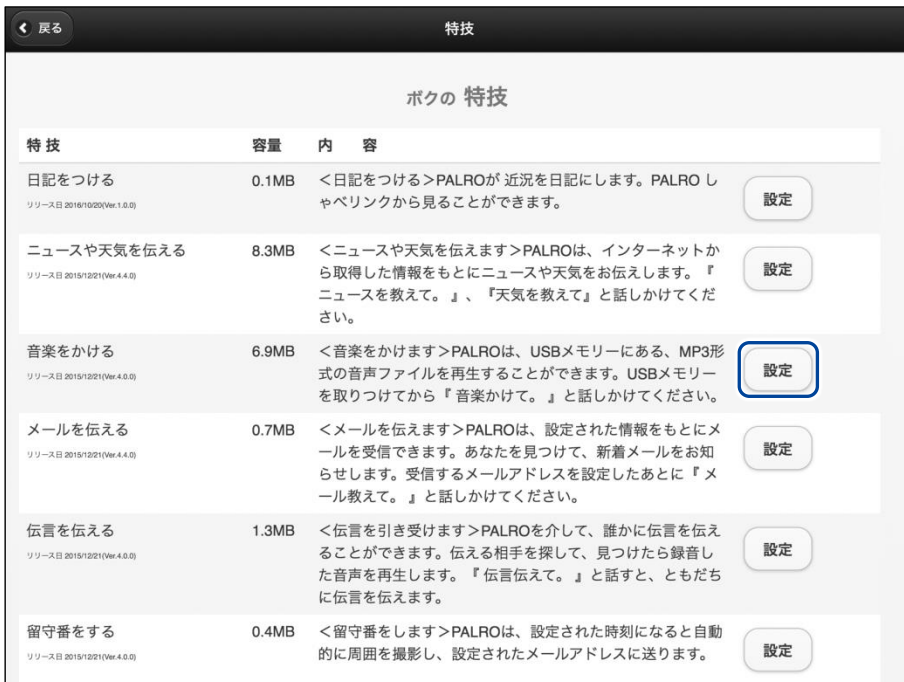 戻る
特技
ボクの 特技
特 技 容量 内 容
日記をつける 0.1MB ＜日記をつける＞PALROが 近況を日記にします。PALRO し
リリース日 2016/10/20(Ver.1.0.0) ゃべリンクから見ることができます。 設定
ニュースや天気を伝える 8.3MB ＜ニュースや天気を伝えます＞PALROは、インターネットか
リリース日 2015/12/21(Ver.4.4.0) ら取得した情報をもとにニュースや天気をお伝えします。『 設定
ニュースを教えて。 』、『天気を教えて』と話しかけてくだ
さい。
音楽をかける 6.9MB ＜音楽をかけます＞PALROは、USBメモリーにある、MP3形
リリース日 2015/12/21(Ver.4.0.0) 式の音声ファイルを再生することができます。USBメモリー 設定
を取りつけてから『 音楽かけて。 』と話しかけてください。
メールを伝える 0.7MB ＜メールを伝えます＞PALROは、設定された情報をもとにメ
リリース日 2015/12/21(Ver.4.0.0) ールを受信できます。あなたを見つけて、新着メールをお知 設定
らせします。受信するメールアドレスを設定したあとに『 メ
ール教えて。 』と話しかけてください。
伝言を伝える 1.3MB ＜伝言を引き受けます＞PALROを介して、誰かに伝言を伝え
リリース日 2015/12/21(Ver.4.0.0) ることができます。伝える相手を探して、見つけたら録音し 設定
た音声を再生します。『 伝言伝えて。 』と話すと、ともだち
に伝言を伝えます。
留守番をする 0.4MB ＜留守番をします＞PALROは、設定された時刻になると自動
リリース日 2015/12/21(Ver.4.0.0) 的に周囲を撮影し、設定されたメールアドレスに送ります。 設定